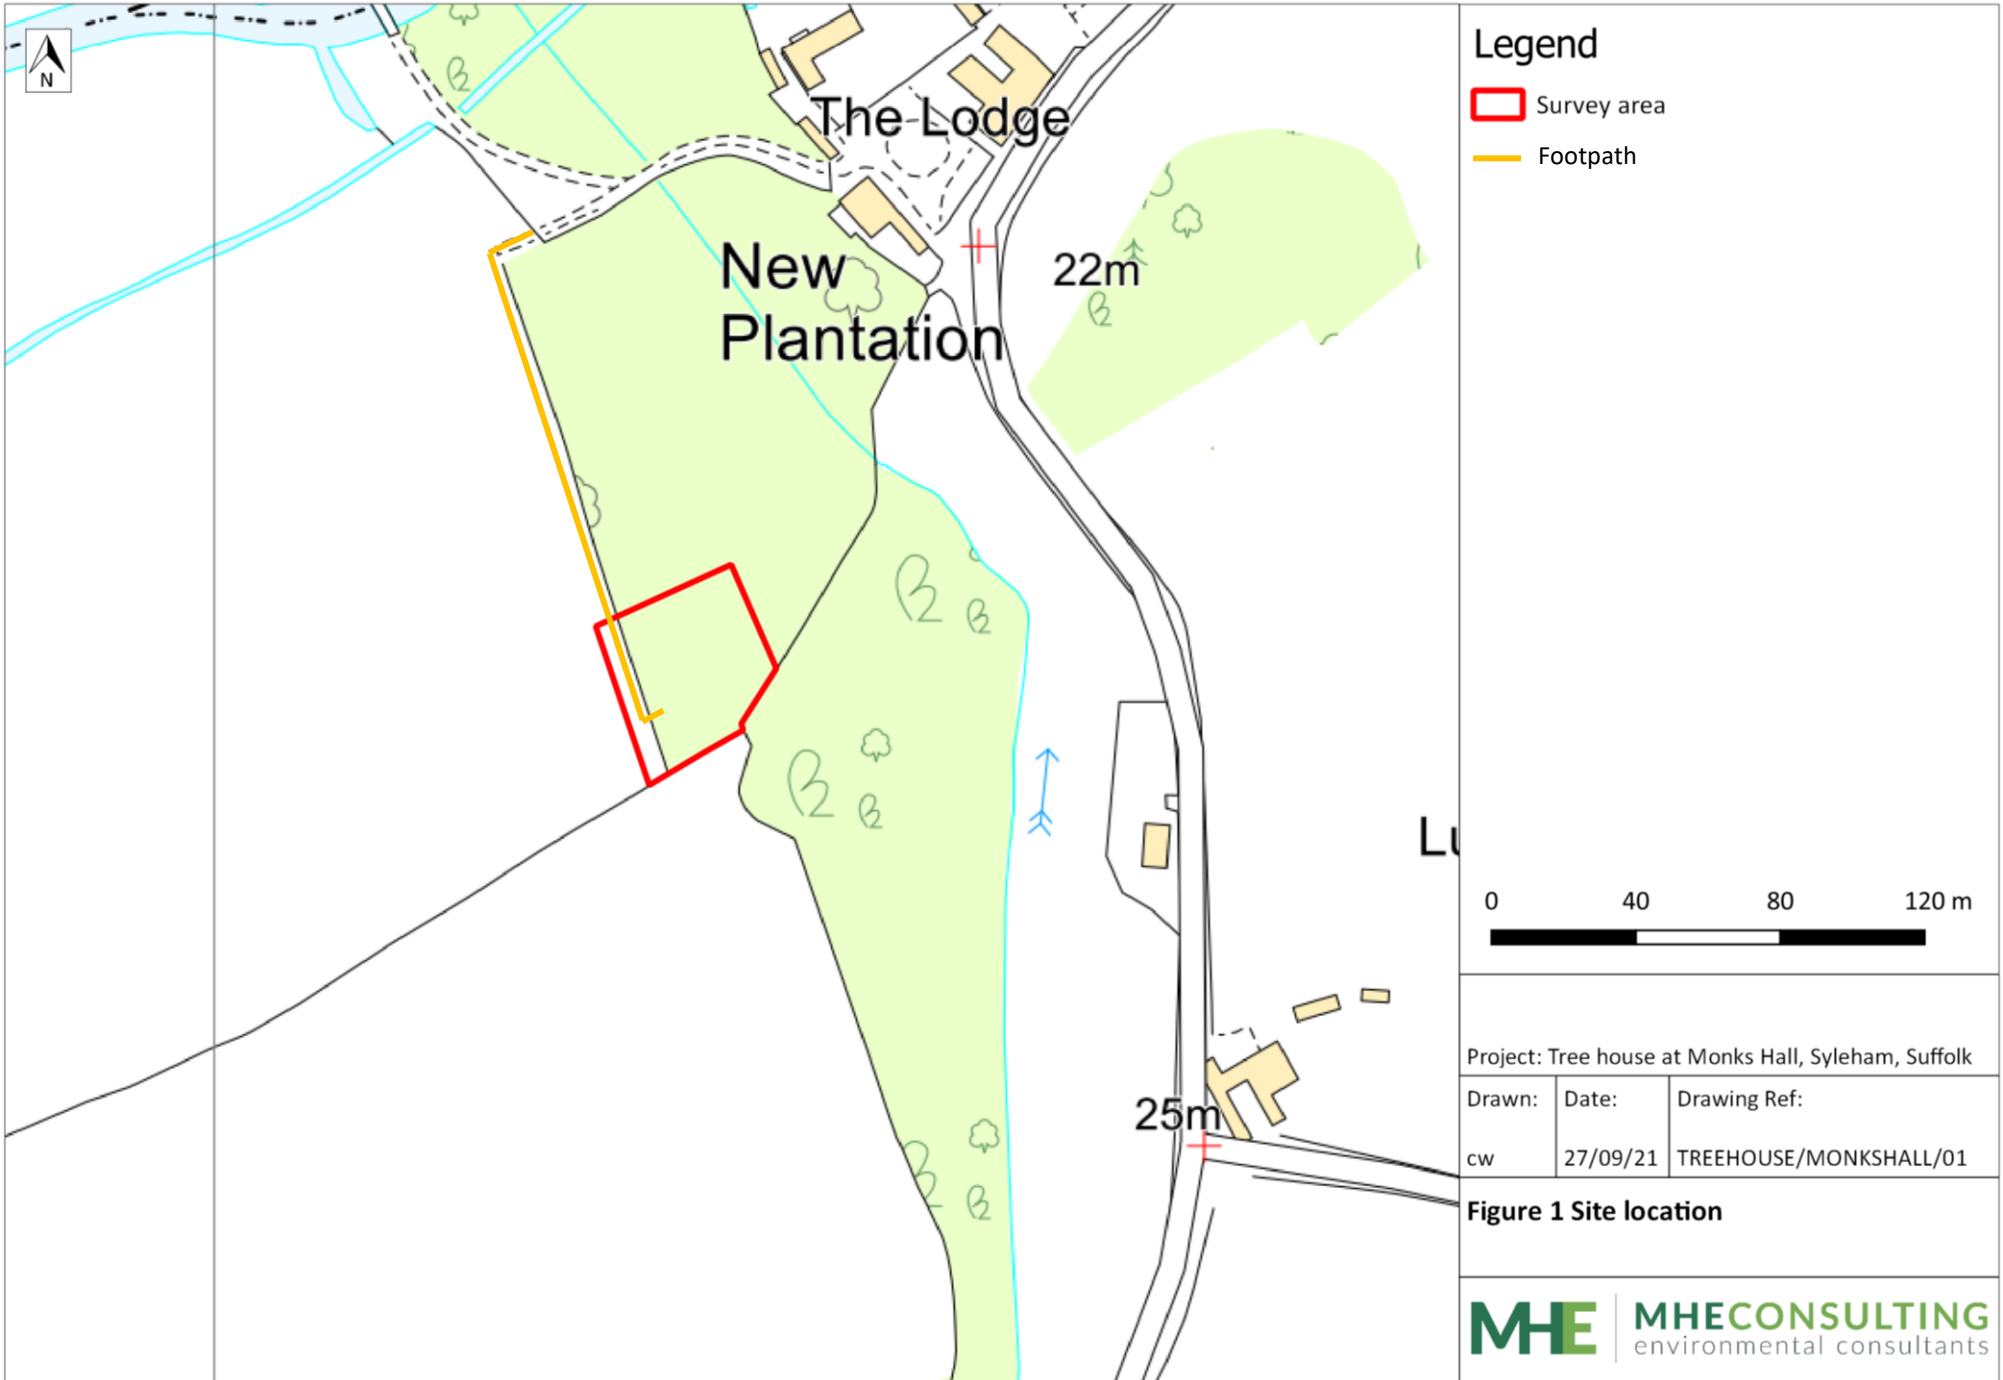 N
The Lodge
New
Plantation
22m
Lu
25m
Legend
Survey area
Footpath
0 40 80 120 m
Project: Tree house at Monks Hall, Syleham, Suffolk
Drawn: Date: Drawing Ref:
cw 27/09/21 TREEHOUSE/MONKSHALL/01
Figure 1 Site location
MHE MHECONSULTING
environmental consultants